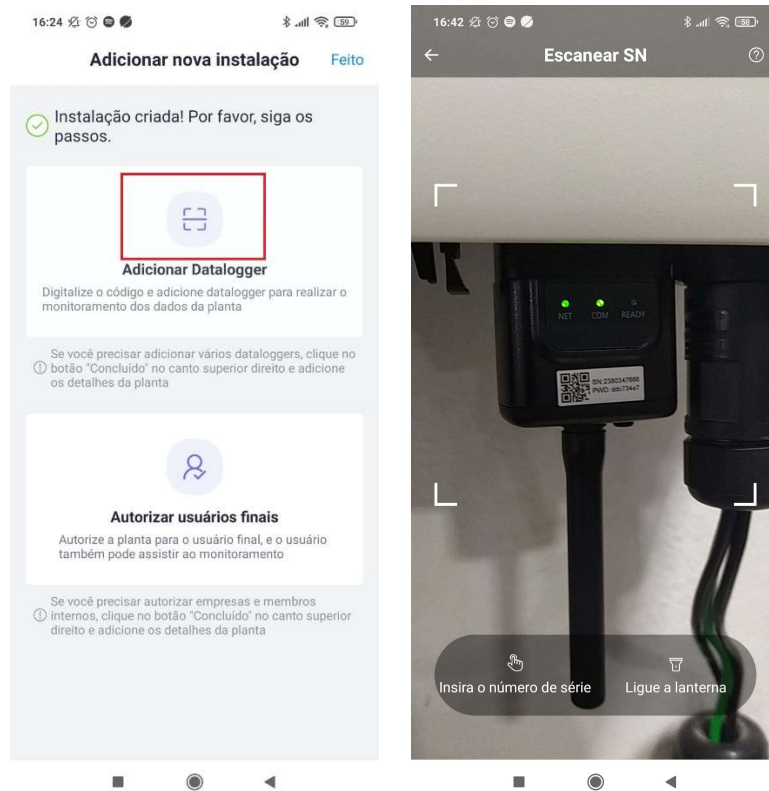 16:24
59
Adicionar nova instalação
Feito
Instalação criada! Por favor, siga os
passos.
Adicionar Datalogger
Digitalize o código e adicione datalogger para realizar o
monitoramento dos dados da planta
Se você precisar adicionar vários dataloggers, clique no
botão "Concluído" no canto superior direito e adicione
os detalhes da planta
Autorizar usuários finais
Autorize a planta para o usuário final, e o usuário
também pode assistir ao monitoramento
Se você precisar autorizar empresas e membros
internos, clique no botão "Concluído" no canto superior
direito e adicione os detalhes da planta
16:42
58
Escanear SN
NET COM READY
SN:2380347666
PWD: ddc734e7
Insira o número de série
Ligue a lanterna